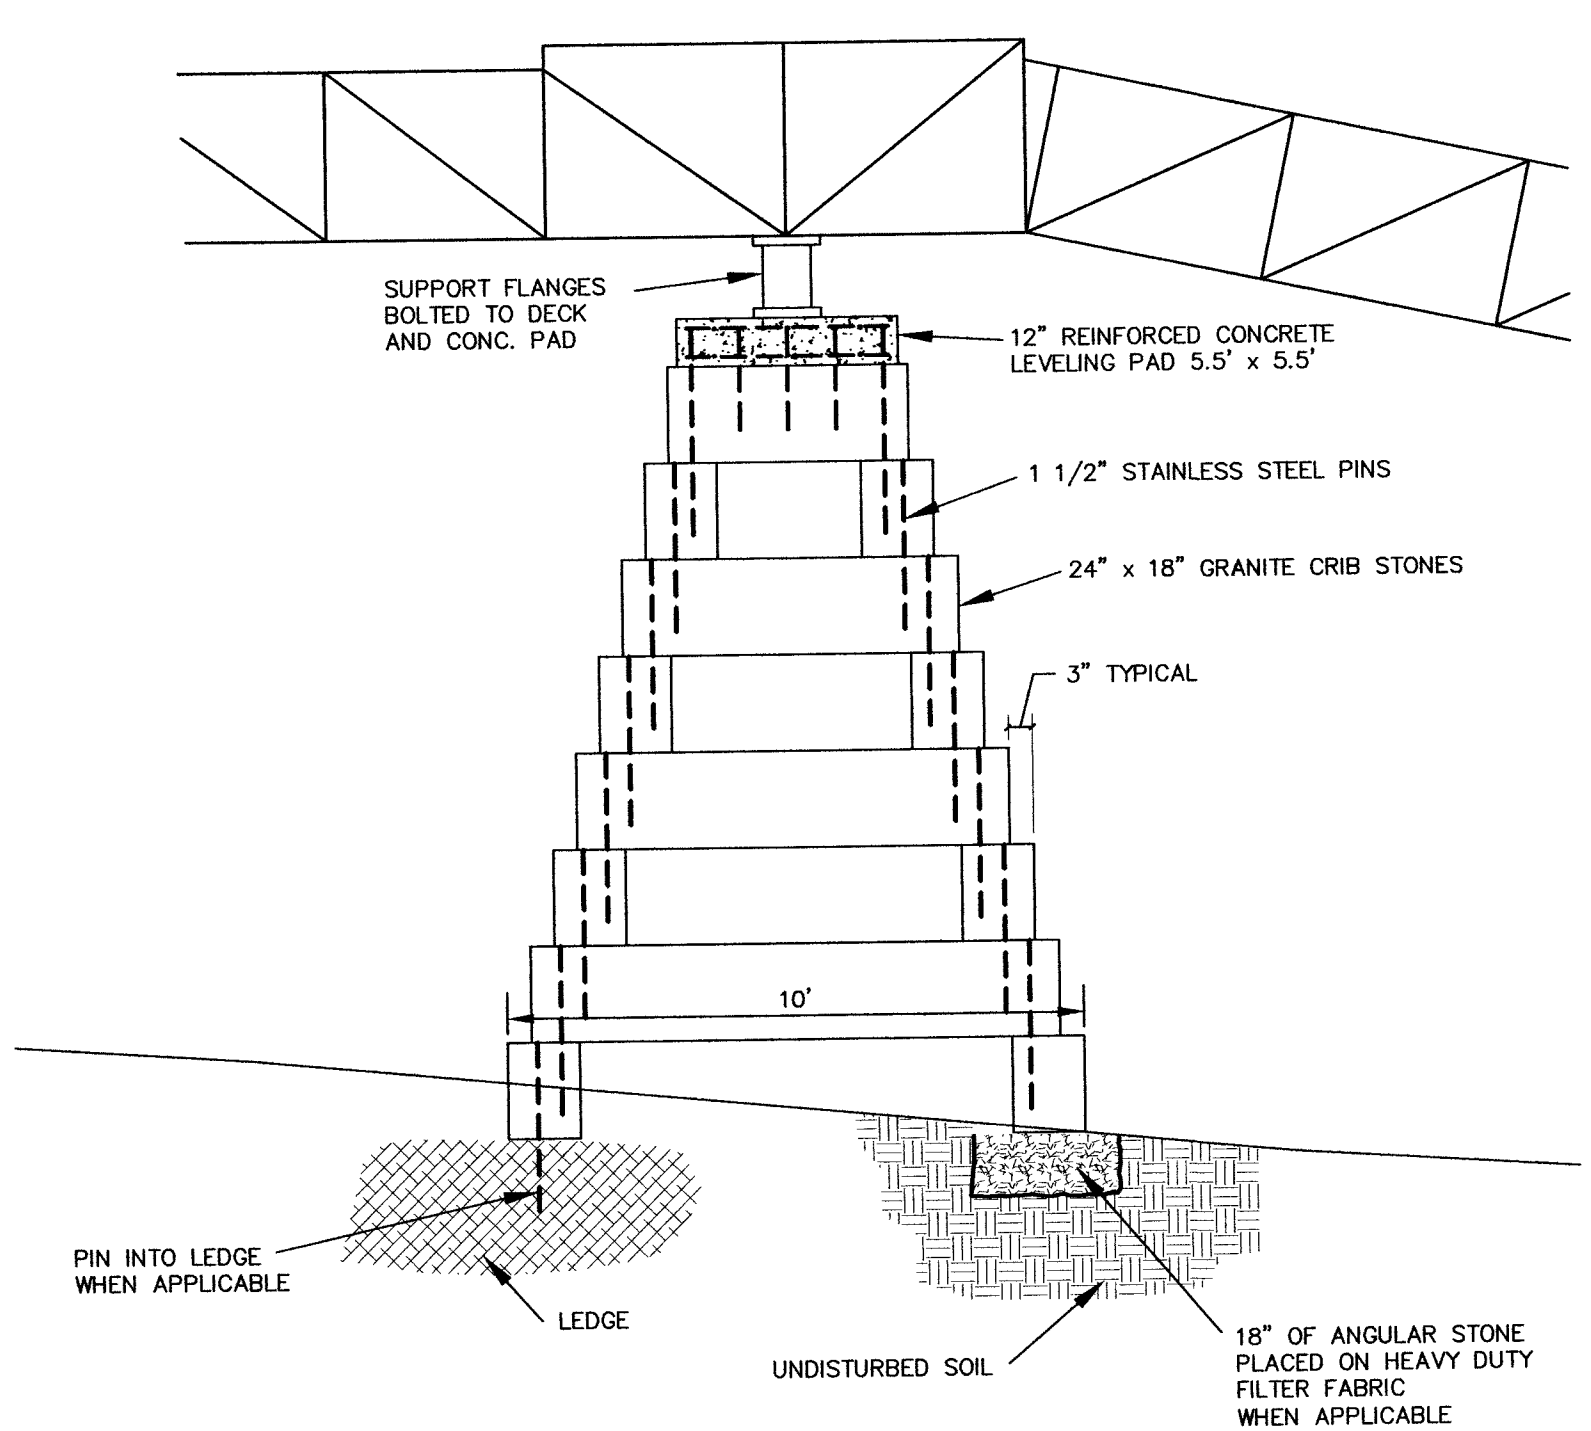 SUPPORT FLANGES
BOLTED TO DECK
AND CONC. PAD
12" REINFORCED CONCRETE
LEVELING PAD 5.5' x 5.5'
1 1/2" STAINLESS STEEL PINS
24" x 18" GRANITE CRIB STONES
3" TYPICAL
10'
PIN INTO LEDGE
WHEN APPLICABLE
LEDGE
UNDISTURBED SOIL
18" OF ANGULAR STONE
PLACED ON HEAVY DUTY
FILTER FABRIC
WHEN APPLICABLE